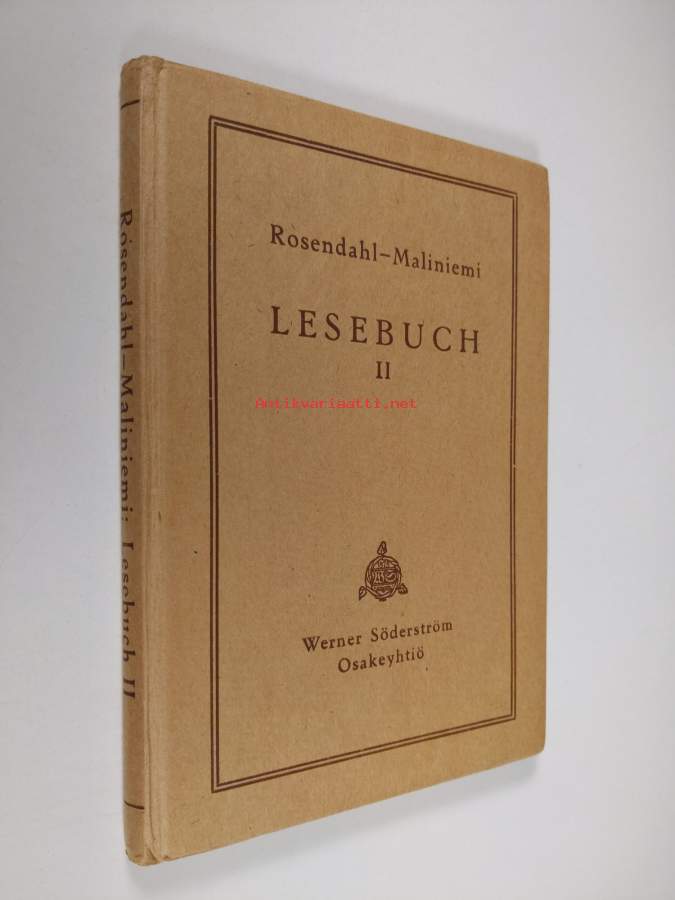 Rosendahl–Maliniemi: Lesebuch II
Rosendahl–Maliniemi
LESEBUCH
II
Antikvariaatti.net
Werner Söderström
Osakeyhtiö